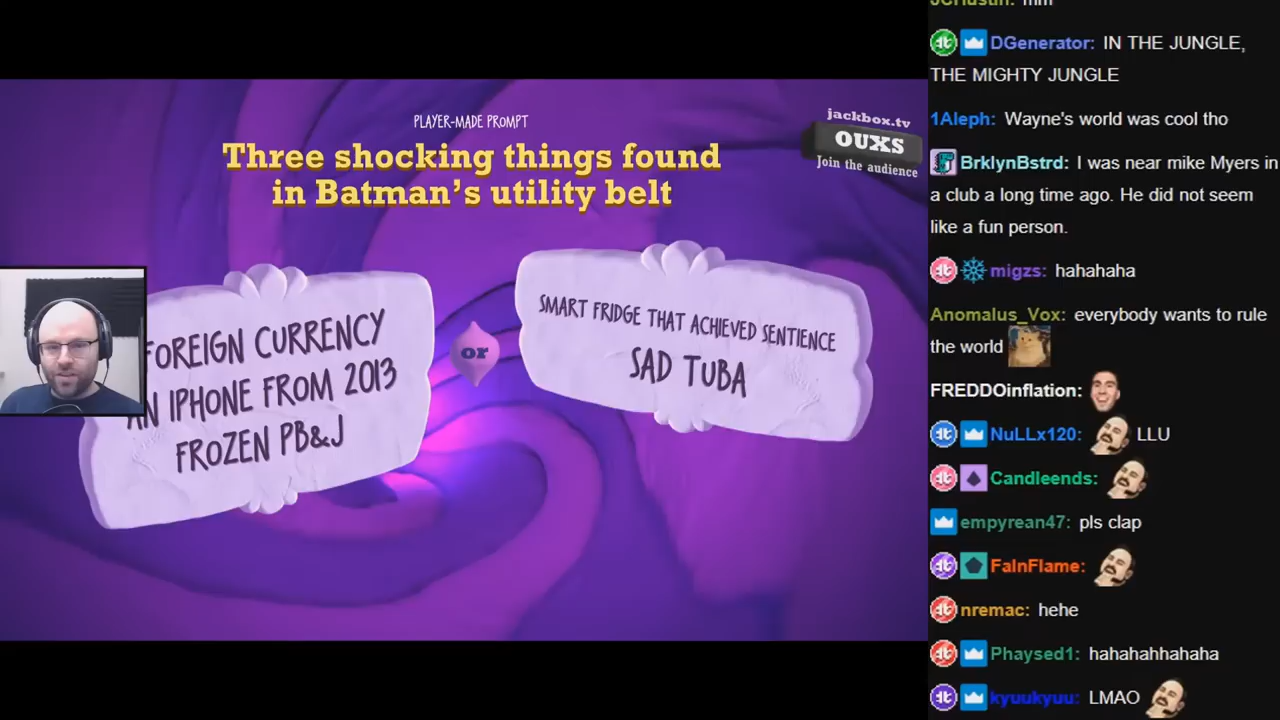 PLAYER-MADE PROMPT
Three shocking things found
in Batman's utility belt
jackbox.tv
OUXS
Join the audience
FOREIGN CURRENCY
AN IPHONE FROM 2013
FROZEN PB&J
or
SMART FRIDGE THAT ACHIEVED SENTIENCE
SAD TUBA
DGenerator: IN THE JUNGLE,
THE MIGHTY JUNGLE
1Aleph: Wayne's world was cool tho
BrklynBstrd: I was near mike Myers in
a club a long time ago. He did not seem
like a fun person.
migzs: hahahaha
Anomalus_Vox: everybody wants to rule
the world
FREDDOinflation:
NuLLx120: LLU
Candleends:
empyrean47: pls clap
FalnFlame:
nremac: hehe
Phaysed1: hahahahhahaha
kyuukyuu: LMAO